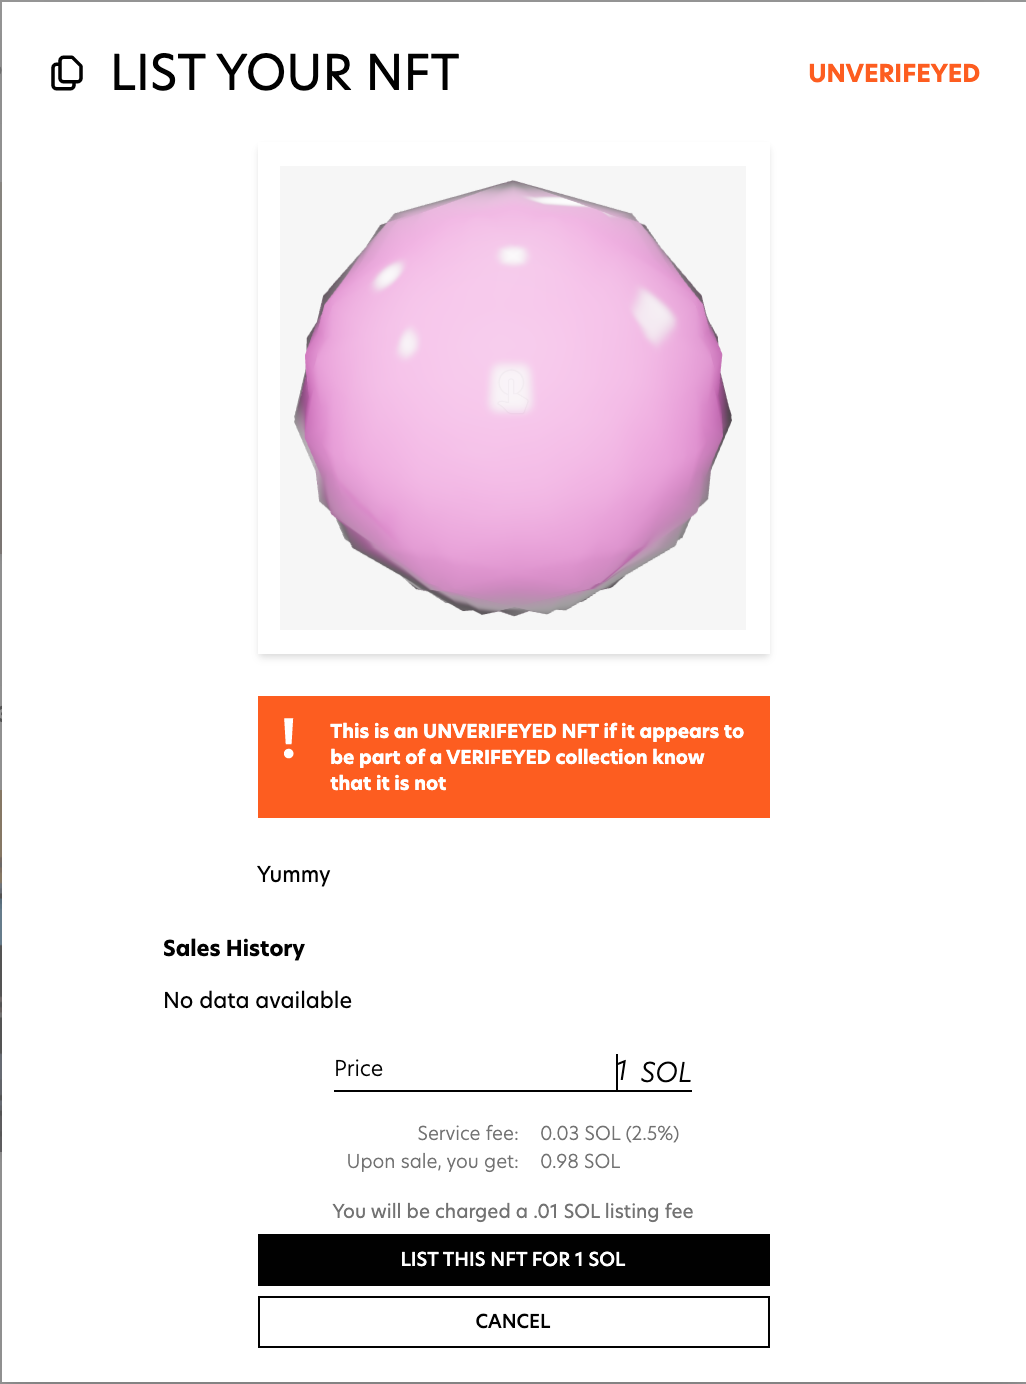 LIST YOUR NFT
UNVERIFEYED
This is an UNVERIFEYED NFT if it appears to
be part of a VERIFEYED collection know
that it is not
Yummy
Sales History
No data available
Price 1 SOL
Service fee: 0.03 SOL (2.5%)
Upon sale, you get: 0.98 SOL
You will be charged a .01 SOL listing fee
LIST THIS NFT FOR 1 SOL
CANCEL